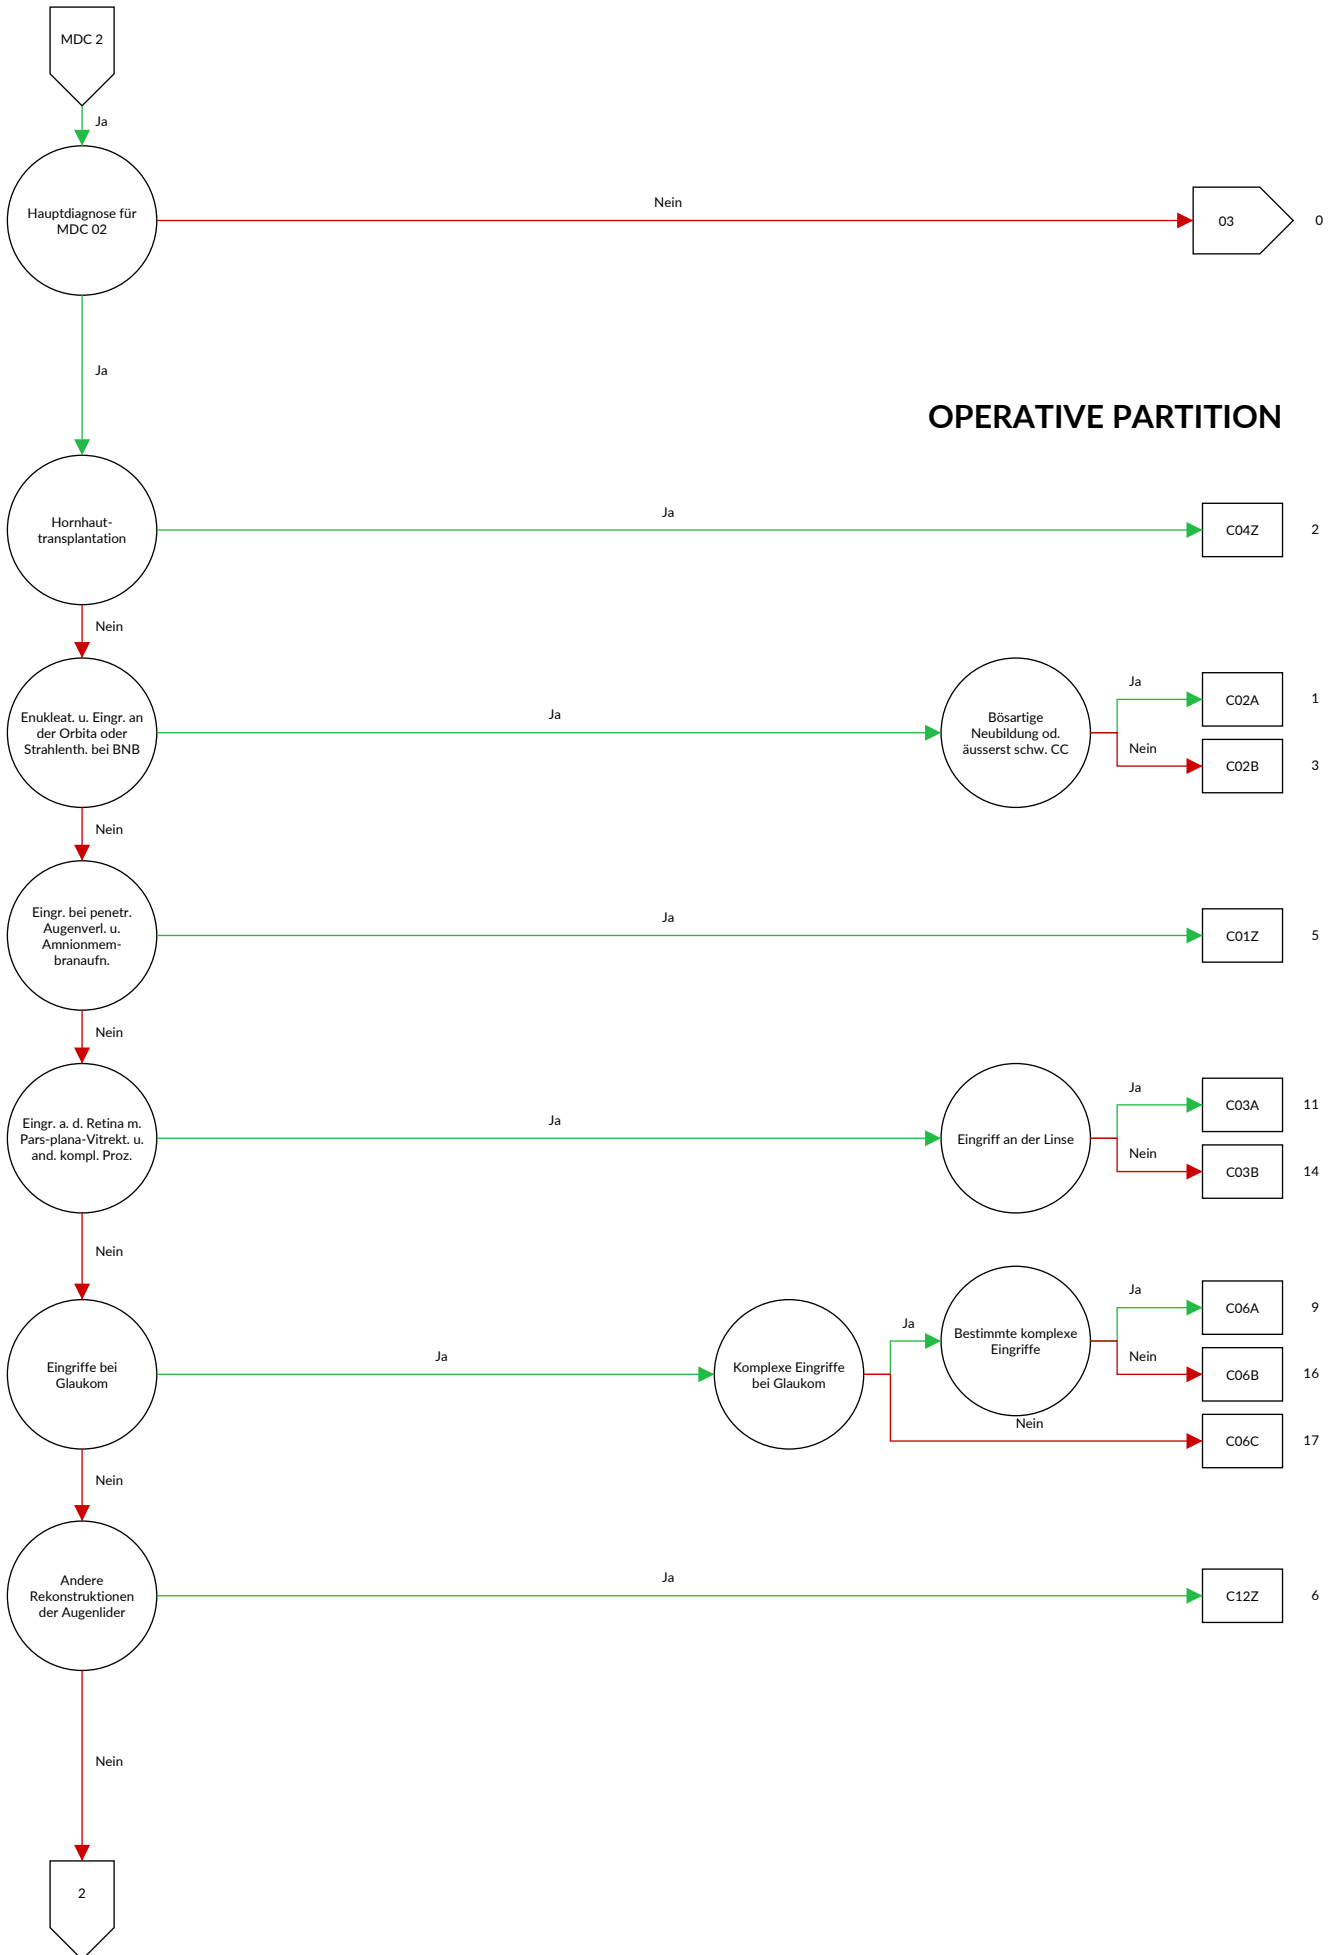 MDC 2
Ja
Hauptdiagnose für
MDC 02
Nein
03
0
Ja
OPERATIVE PARTITION
Hornhaut-
transplantation
Ja
C04Z
2
Nein
Enukleat. u. Eingr. an
der Orbita oder
Strahlenth. bei BNB
Ja
Bösartige
Neubildung od.
äusserst schw. CC
Ja
C02A
1
Nein
C02B
3
Nein
Eingr. bei penetr.
Augenverl. u.
Amnionmem-
branaufn.
Ja
C01Z
5
Nein
Eingr. a. d. Retina m.
Pars-plana-Vitrekt. u.
and. kompl. Proz.
Ja
Eingriff an der Linse
Ja
C03A
11
Nein
C03B
14
Nein
Eingriffe bei
Glaukom
Ja
Komplexe Eingriffe
bei Glaukom
Ja
Bestimmte komplexe
Eingriffe
Ja
C06A
9
Nein
C06B
16
Nein
C06C
17
Nein
Andere
Rekonstruktionen
der Augenlider
Ja
C12Z
6
Nein
2